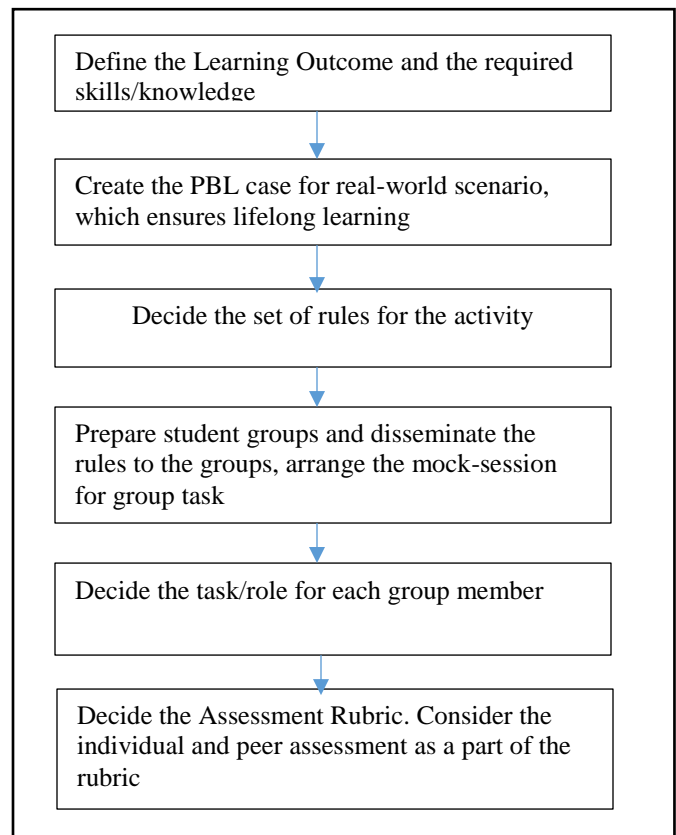 Define the Learning Outcome and the required
skills/knowledge
Create the PBL case for real-world scenario,
which ensures lifelong learning
Decide the set of rules for the activity
Prepare student groups and disseminate the
rules to the groups, arrange the mock-session
for group task
Decide the task/role for each group member
Decide the Assessment Rubric. Consider the
individual and peer assessment as a part of the
rubric